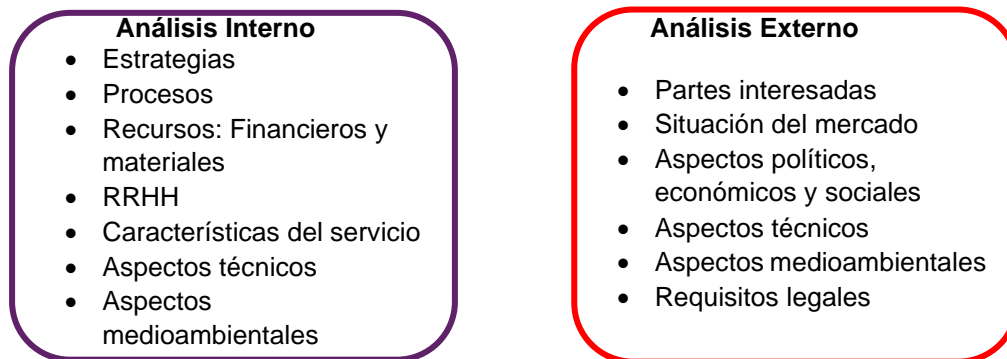 Análisis Interno
• Estrategias
• Procesos
• Recursos: Financieros y
materiales
• RRHH
• Características del servicio
• Aspectos técnicos
• Aspectos
medioambientales
Análisis Externo
• Partes interesadas
• Situación del mercado
• Aspectos políticos,
económicos y sociales
• Aspectos técnicos
• Aspectos medioambientales
• Requisitos legales